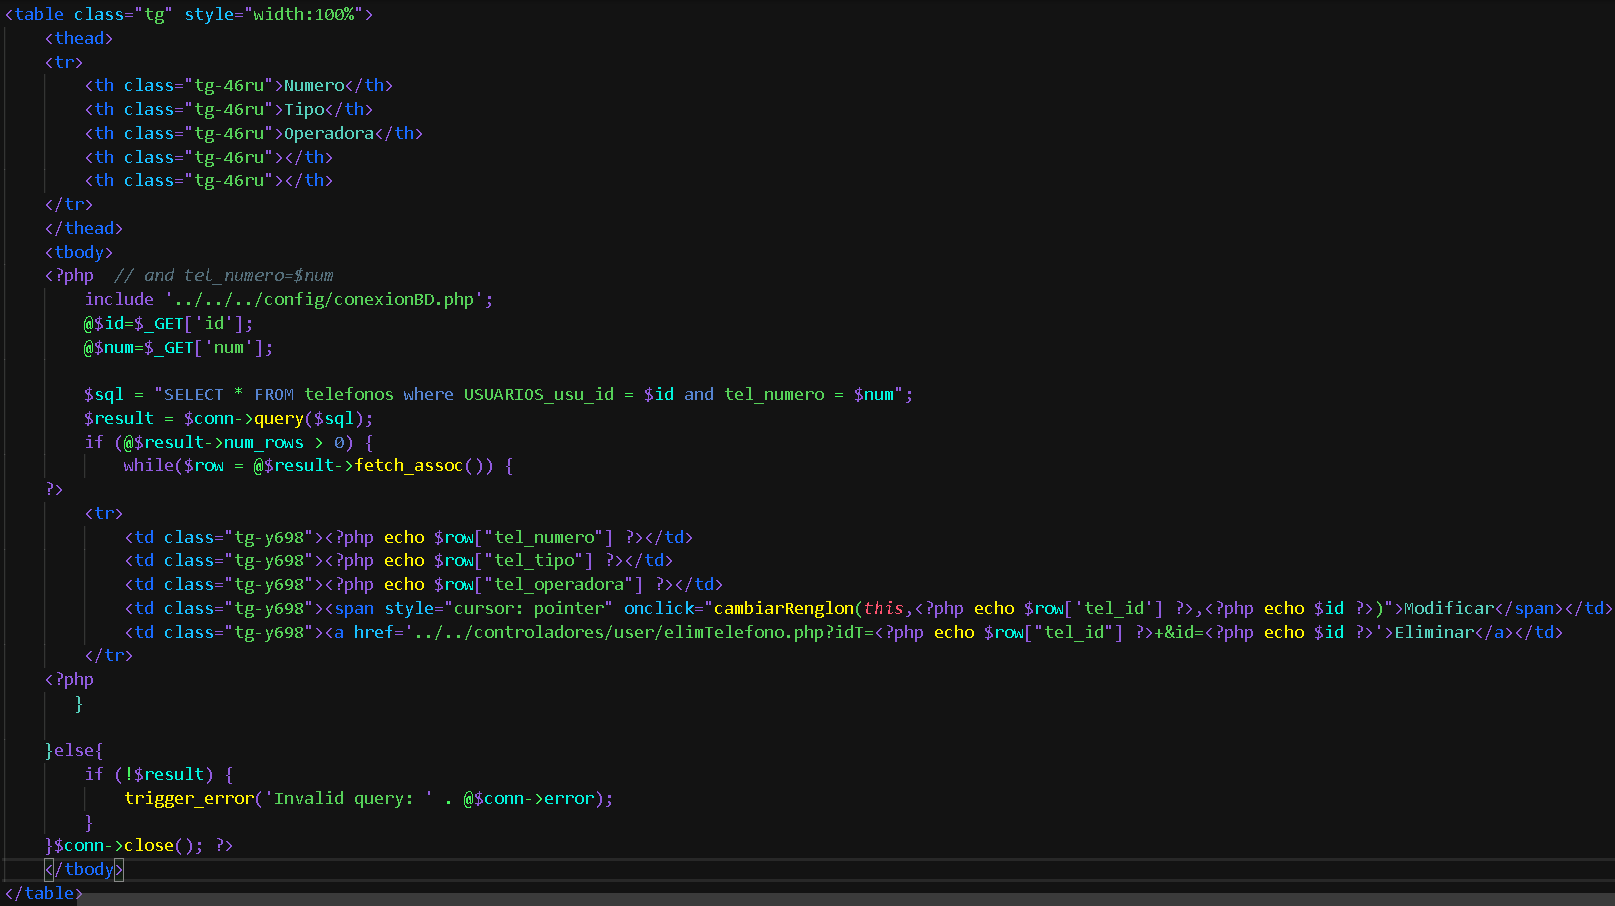 <table class="tg" style="width:100%">
<thead>
<tr>
<th class="tg-46ru">Numero</th>
<th class="tg-46ru">Tipo</th>
<th class="tg-46ru">Operadora</th>
<th class="tg-46ru"></th>
<th class="tg-46ru"></th>
</tr>
</thead>
<tbody>
<?php  // and tel_numero=$num
include '../../../config/conexionBD.php';
@$id=$_GET['id'];
@$num=$_GET['num'];
$sql = "SELECT * FROM telefonos where USUARIOS_usu_id = $id and tel_numero = $num";
$result = $conn->query($sql);
if (@$result->num_rows > 0) {
while($row = @$result->fetch_assoc()) {
?>
<tr>
<td class="tg-y698"><?php echo $row["tel_numero"] ?></td>
<td class="tg-y698"><?php echo $row["tel_tipo"] ?></td>
<td class="tg-y698"><?php echo $row["tel_operadora"] ?></td>
<td class="tg-y698"><span style="cursor: pointer" onclick="cambiarRenglon(this,<?php echo $row['tel_id'] ?>,<?php echo $id ?>)">Modificar</span></td>
<td class="tg-y698"><a href='../../controladores/user/elimTelefono.php?idT=<?php echo $row["tel_id"] ?>+&id=<?php echo $id ?>'>Eliminar</a></td>
</tr>
<?php
}
}else{
if (!$result) {
trigger_error('Invalid query: ' . @$conn->error);
}
}$conn->close(); ?>
</tbody>
</table>